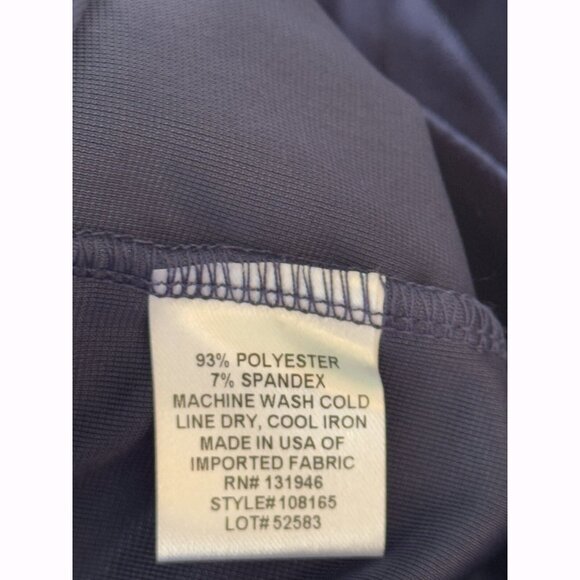 93% POLYESTER
7% SPANDEX
MACHINE WASH COLD
LINE DRY, COOL IRON
MADE IN USA OF
IMPORTED FABRIC
RN# 131946
STYLE#108165
LOT#52583